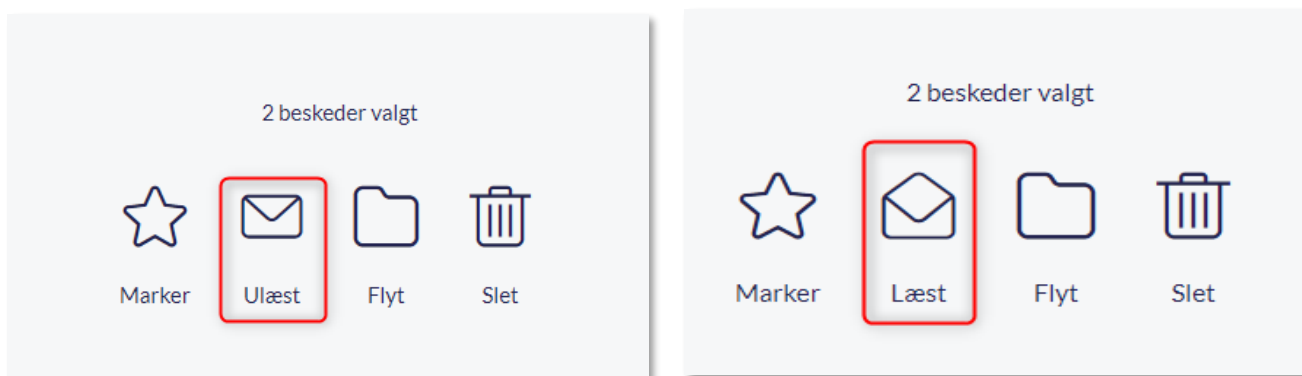 2 beskeder valgt
Marker Ulæst Flyt Slet
2 beskeder valgt
Marker Læst Flyt Slet